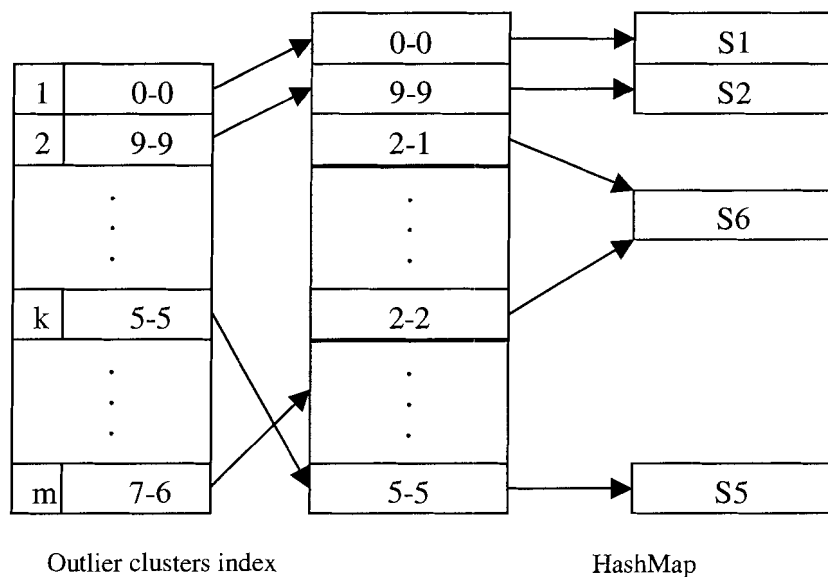 0-0 S1
1 0-0 9-9 S2
2 9-9 2-1
S6
k 5-5 2-2
m 7-6 5-5 S5
Outlier clusters index HashMap